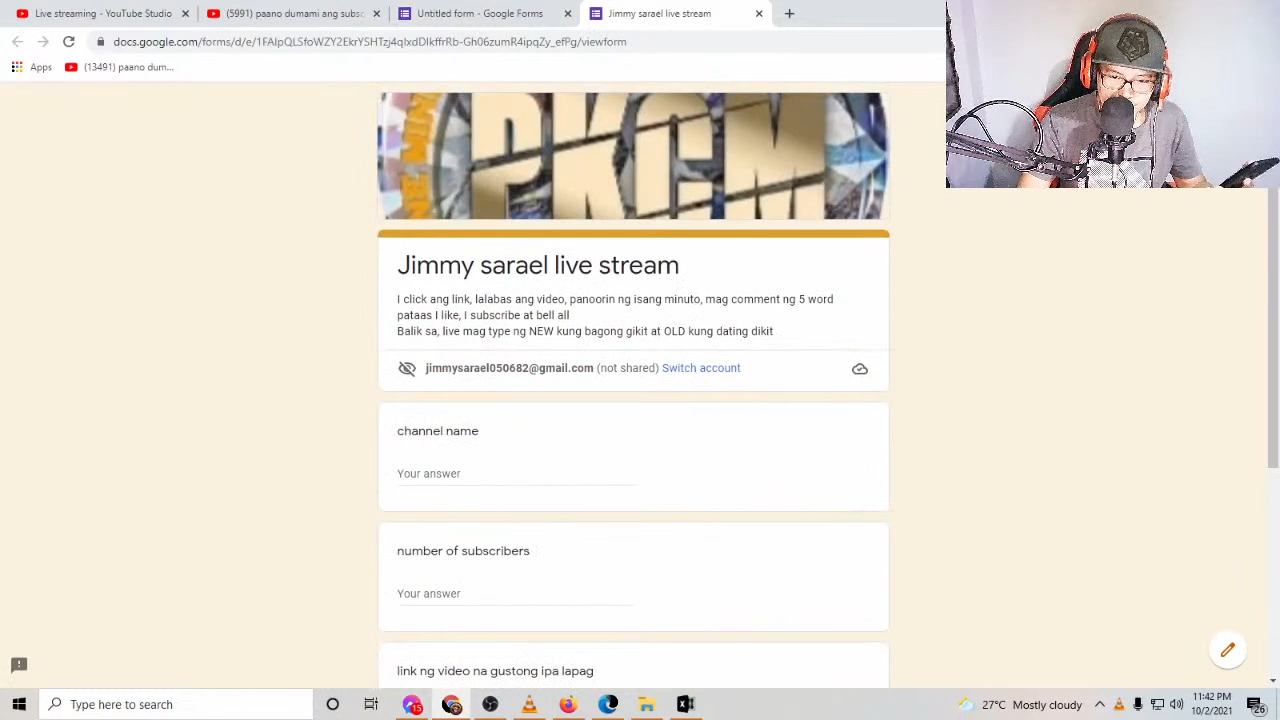 Live streaming - YouTube Studio
(5991) paano dumami ang subs
Untitled form - Google Forms
Jimmy sarael live stream
docs.google.com/forms/d/e/1FAIpQLSfoWZY2EkrYSHTzj4qIxdDIkffrRb-Gh06zumR4ipqZy_efPg/viewform
Apps
(13491) paano dum...
PKCM
Jimmy sarael live stream
I click ang link, lalabas ang video, panoorin ng isang minuto, mag comment ng 5 word
pataas I like, I subscribe at bell all
Balik sa, live mag type ng NEW kung bagong gikit at OLD kung dating dikit
jimmysarael050682@gmail.com (not shared) Switch account
channel name
Your answer
number of subscribers
Your answer
link ng video na gustong ipa lapag
Type here to search
15
27°C Mostly cloudy
11:42 PM
10/2/2021
26